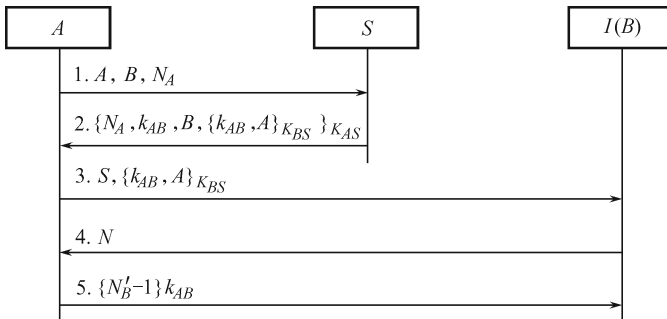 A
S
I(B)
1. A, B, N_A
2. {N_A, k_AB, B, {k_AB, A}_K_BS }_K_AS
3. S, {k_AB, A}_K_BS
4. N
5. {N′_B−1}k_AB